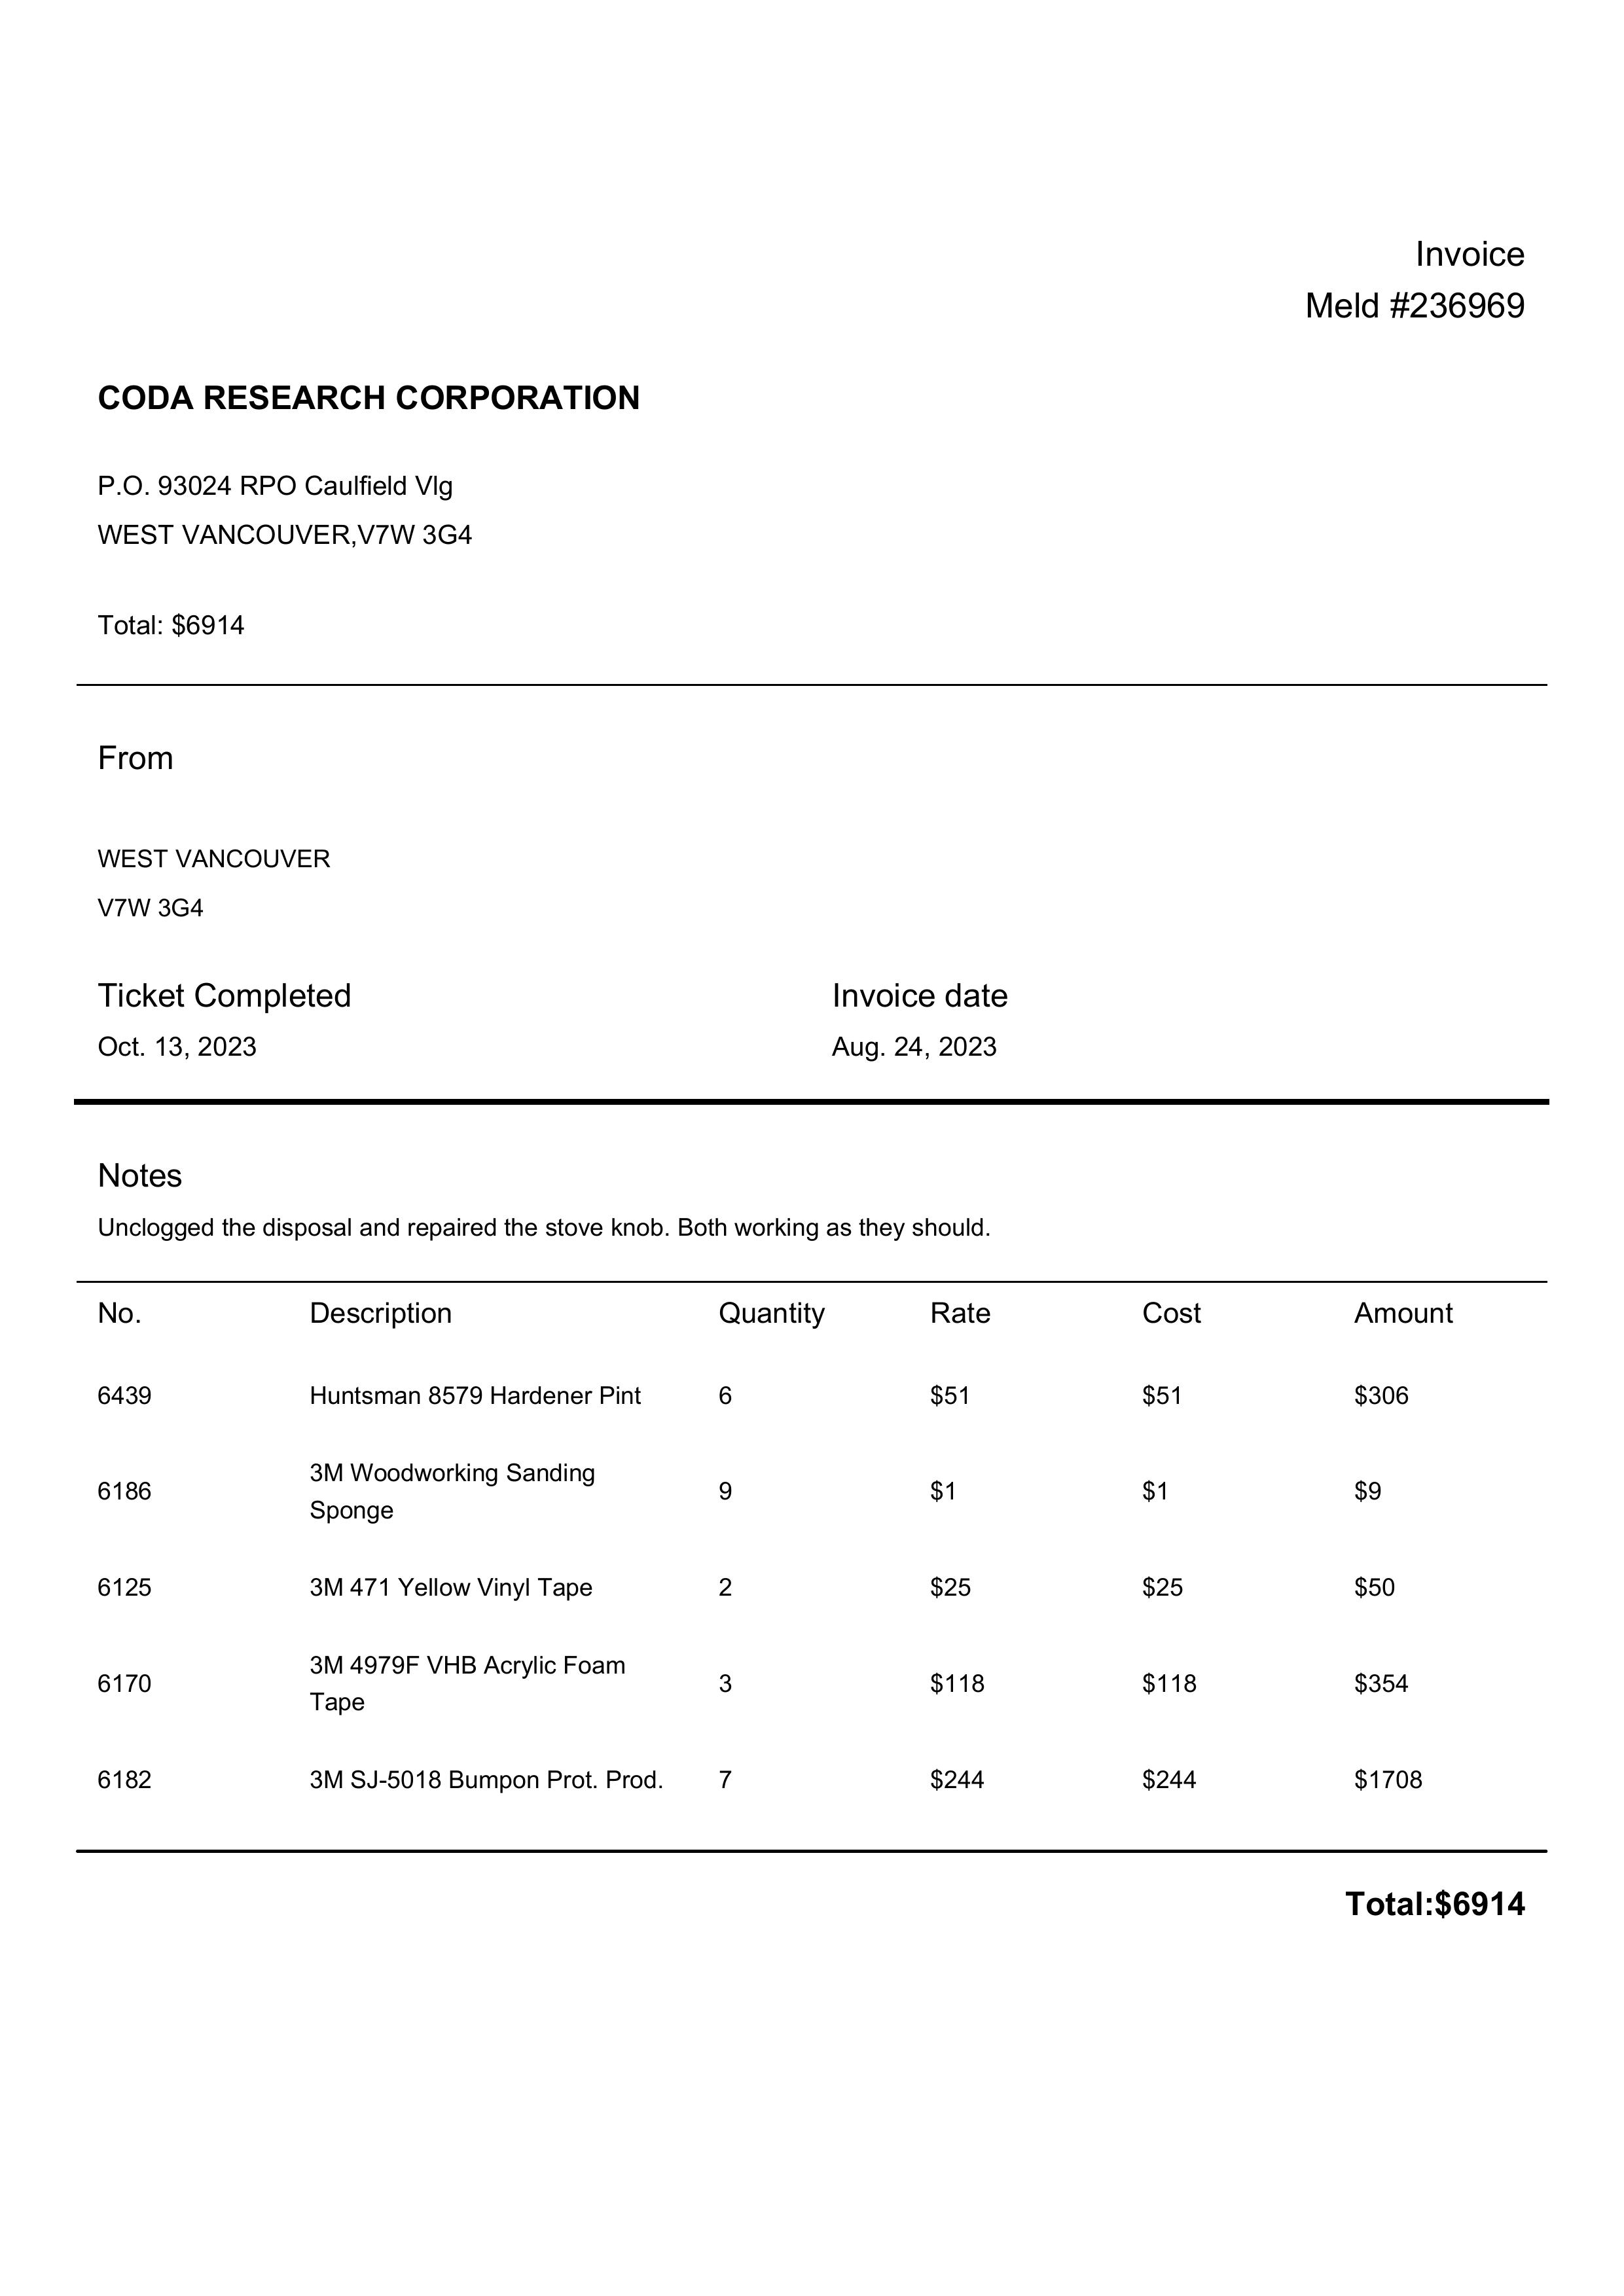 Invoice
Meld #236969
CODA RESEARCH CORPORATION
P.O. 93024 RPO Caulfield Vlg
WEST VANCOUVER,V7W 3G4
Total: $6914
From
WEST VANCOUVER
V7W 3G4
Ticket Completed Invoice date
Oct. 13, 2023 Aug. 24, 2023
Notes
Unclogged the disposal and repaired the stove knob. Both working as they should.
No. Description Quantity Rate Cost Amount
6439 Huntsman 8579 Hardener Pint 6 $51 $51 $306
3M Woodworking Sanding
6186 9 $1 $1 $9
Sponge
6125 3M 471 Yellow Vinyl Tape 2 $25 $25 $50
3M 4979F VHB Acrylic Foam
6170 3 $118 $118 $354
Tape
6182 3M SJ-5018 Bumpon Prot. Prod. 7 $244 $244 $1708
Total:$6914